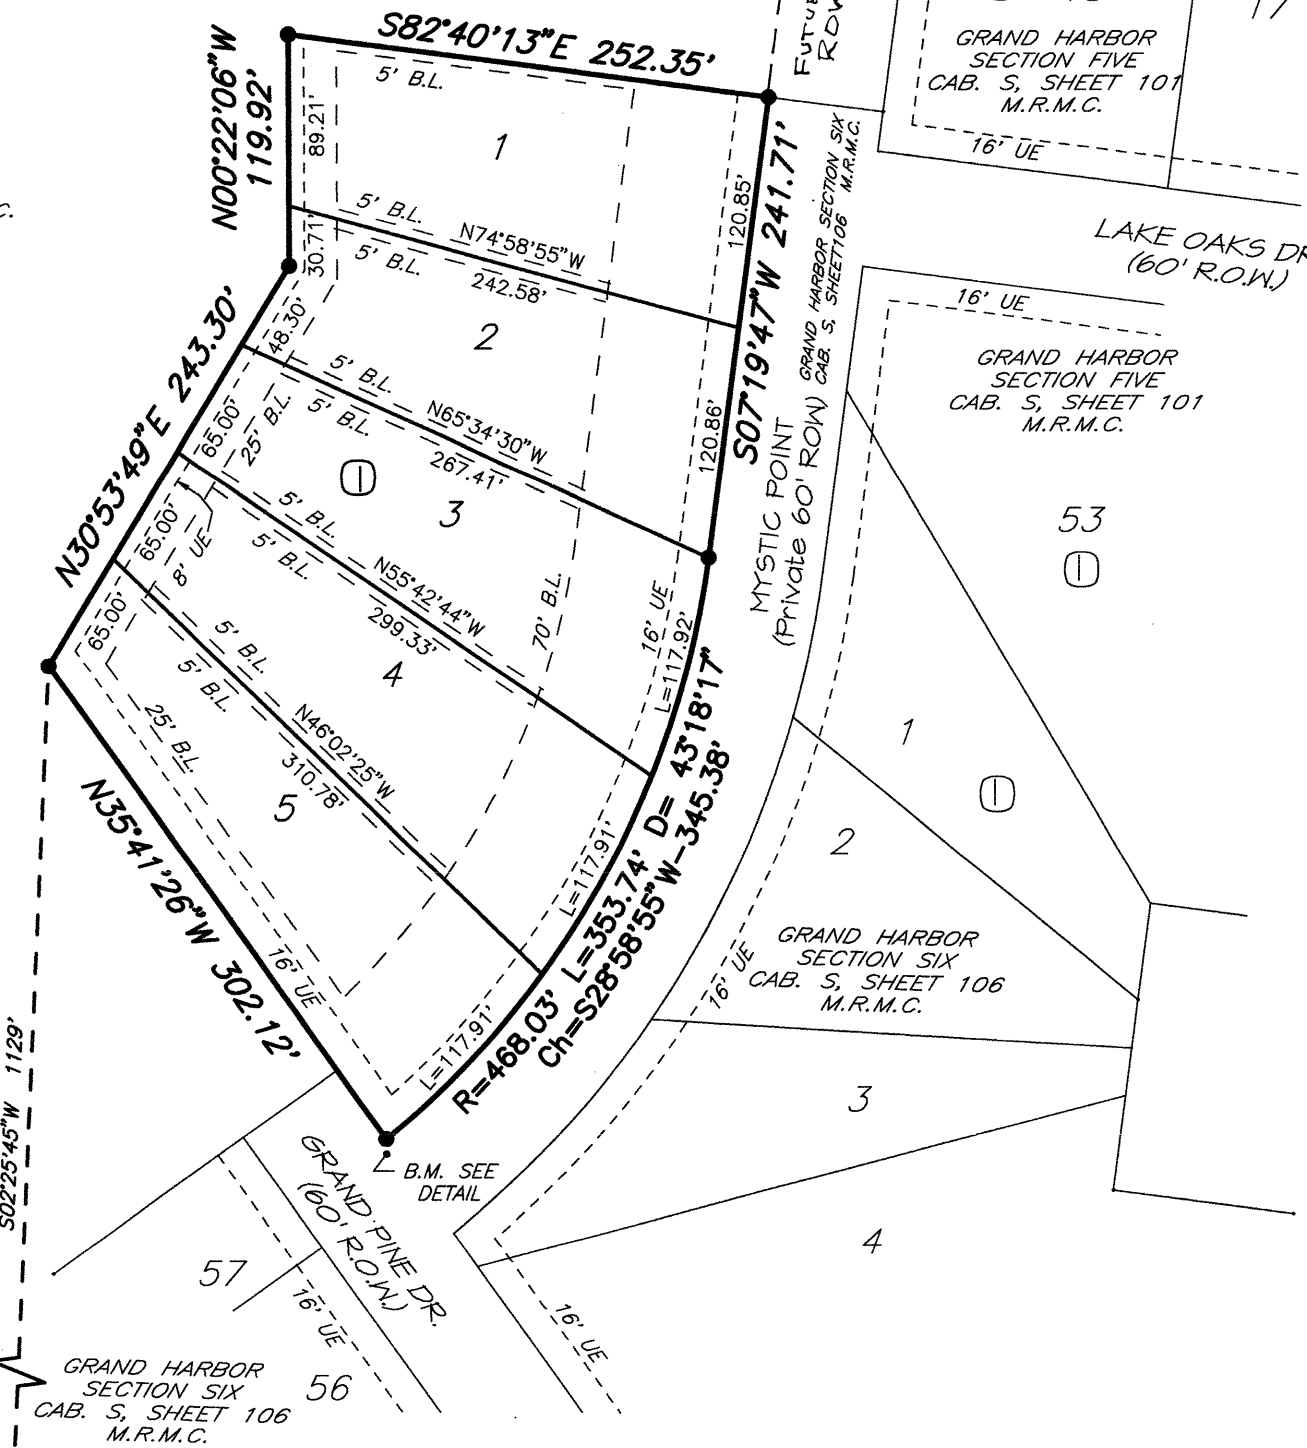 S82°40'13"E 252.35'
N00°22'06"W
119.92'
5' B.L.
89.21'
1
120.85'
S07°19'47"W 241.71'
5' B.L.
N74°58'55"W
242.58'
5' B.L.
30.71'
2
48.30'
N30°53'49"E 243.30'
5' B.L.
N65°34'30"W
267.41'
5' B.L.
120.86'
65.00'
25' B.L.
I
3
5' B.L.
N55°42'44"W
299.33'
5' B.L.
65.00'
8' UE
70' B.L.
16' UE
L=117.92'
4
65.00'
5' B.L.
N46°02'25"W
310.78'
5' B.L.
25' B.L.
5
L=117.91'
N35°41'26"W 302.12'
16' UE
L=117.91'
R=468.03' L=353.74' D= 43°18'17"
Ch=S28°58'55"W-345.38'
B.M. SEE
DETAIL
S02°25'45"W 1129'
MYSTIC POINT
(Private 60' ROW)
GRAND HARBOR SECTION SIX
CAB. S, SHEET106 M.R.M.C.
GRAND HARBOR
SECTION FIVE
CAB. S, SHEET 101
M.R.M.C.
16' UE
17
LAKE OAKS DR
(60' R.O.W.)
16' UE
GRAND HARBOR
SECTION FIVE
CAB. S, SHEET 101
M.R.M.C.
53
I
1
I
2
GRAND HARBOR
SECTION SIX
CAB. S, SHEET 106
M.R.M.C.
16' UE
3
4
16' UE
GRAND PINE DR.
(60' R.O.W.)
57
16' UE
56
GRAND HARBOR
SECTION SIX
CAB. S, SHEET 106
M.R.M.C.